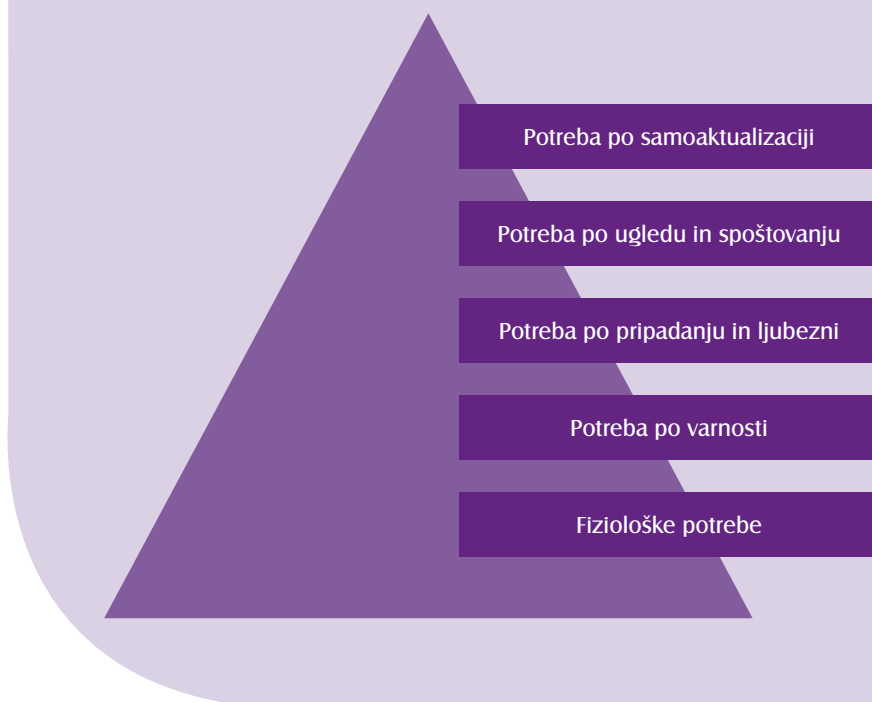 Potreba po samoaktualizaciji
Potreba po ugledu in spoštovanju
Potreba po pripadanju in ljubezni
Potreba po varnosti
Fiziološke potrebe